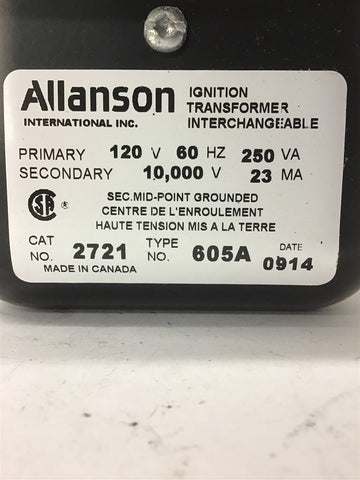 Allanson IGNITION
TRANSFORMER
INTERNATIONAL INC. INTERCHANGEABLE
PRIMARY 120 V 60 HZ 250 VA
SECONDARY 10,000 V 23 MA
SEC.MID-POINT GROUNDED
CENTRE DE L'ENROULEMENT
HAUTE TENSION MIS A LA TERRE
CSA ®
CAT NO. 2721 TYPE NO. 605A DATE 0914
MADE IN CANADA